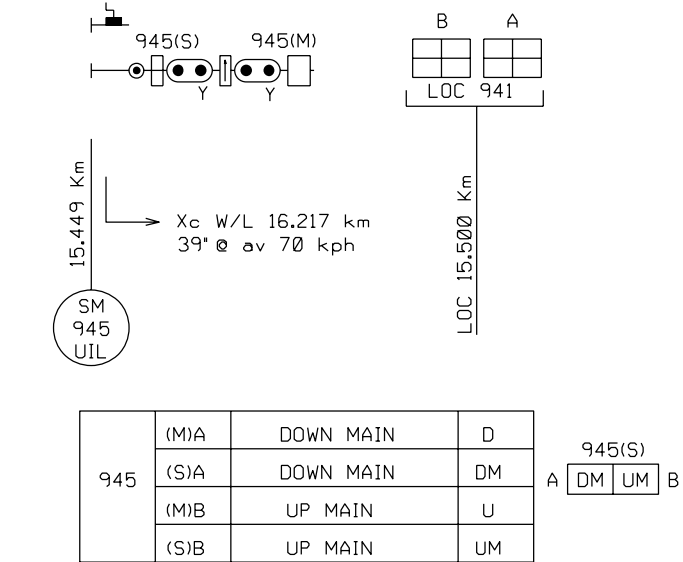 B A
945(S) 945(M)
Y Y
LOC 941
15.449 Km
Xc W/L 16.217 km
39" @ av 70 kph
LOC 15.500 Km
SM
945
UIL
945
(M)A DOWN MAIN D
(S)A DOWN MAIN DM
(M)B UP MAIN U
(S)B UP MAIN UM
945(S)
A DM UM B